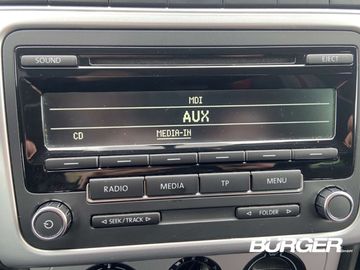 SOUND
EJECT
MDI
AUX
CD MEDIA-IN
RADIO MEDIA TP MENU
SEEK/TRACK FOLDER
BURGER